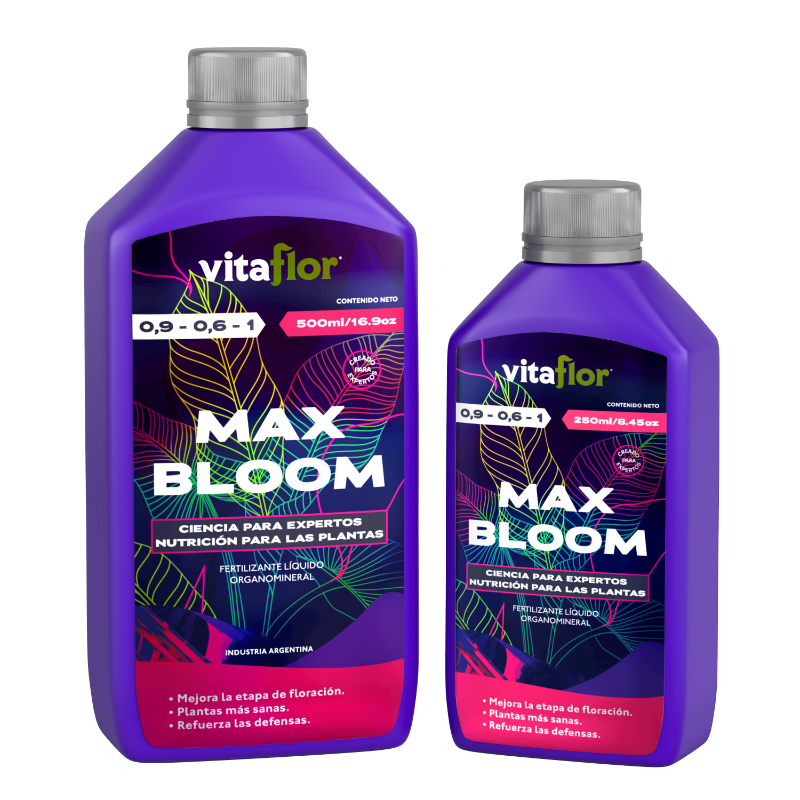 vitaflor
CONTENIDO NETO
0,9 - 0,6 - 1
500ml/16.9oz
CREADO
PARA
EXPERTOS
MAX
BLOOM
CIENCIA PARA EXPERTOS
NUTRICIÓN PARA LAS PLANTAS
FERTILIZANTE LÍQUIDO
ORGANOMINERAL
INDUSTRIA ARGENTINA
• Mejora la etapa de floración.
• Plantas más sanas.
• Refuerza las defensas.
vitaflor
CONTENIDO NETO
0,9 - 0,6 - 1
250ml/8.45oz
CREADO
PARA
EXPERTOS
MAX
BLOOM
CIENCIA PARA EXPERTOS
NUTRICIÓN PARA LAS PLANTAS
FERTILIZANTE LÍQUIDO
ORGANOMINERAL
• Mejora la etapa de floración.
• Plantas más sanas.
• Refuerza las defensas.